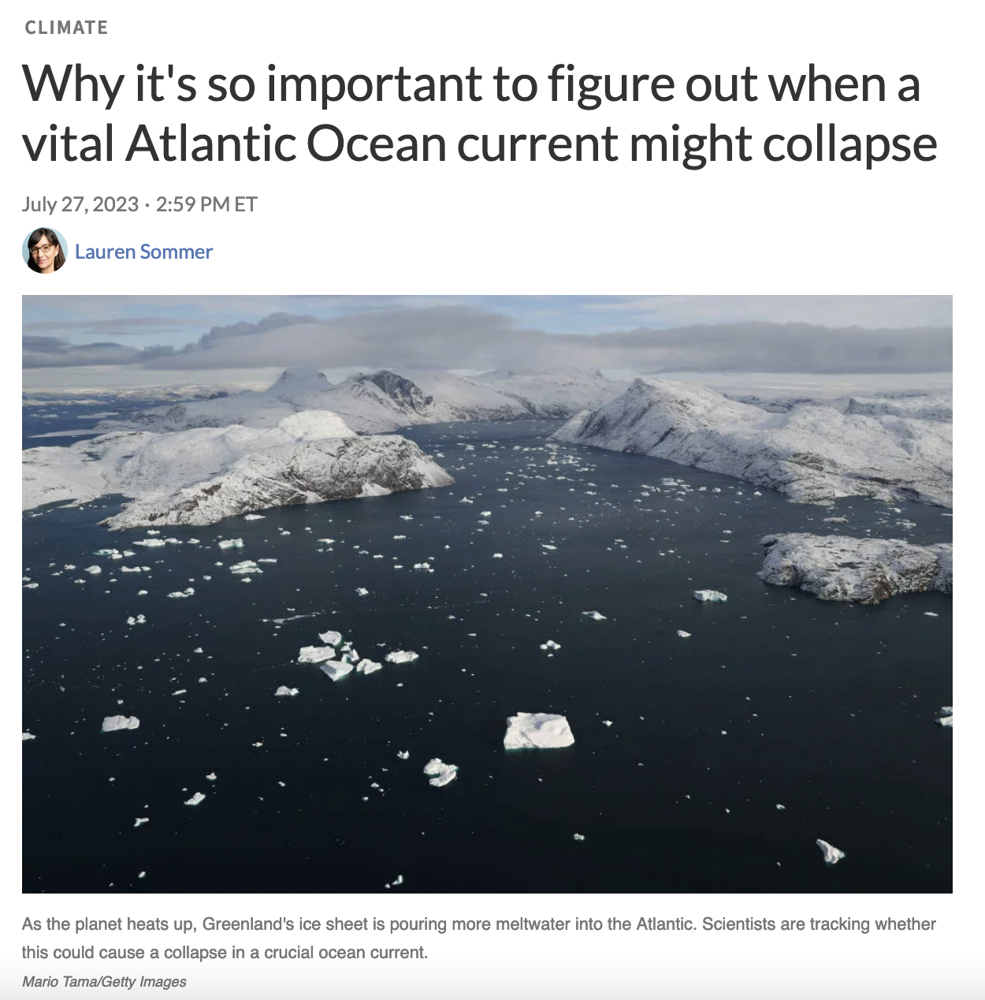 CLIMATE
Why it's so important to figure out when a
vital Atlantic Ocean current might collapse
July 27, 2023 · 2:59 PM ET
Lauren Sommer
As the planet heats up, Greenland's ice sheet is pouring more meltwater into the Atlantic. Scientists are tracking whether
this could cause a collapse in a crucial ocean current.
Mario Tama/Getty Images